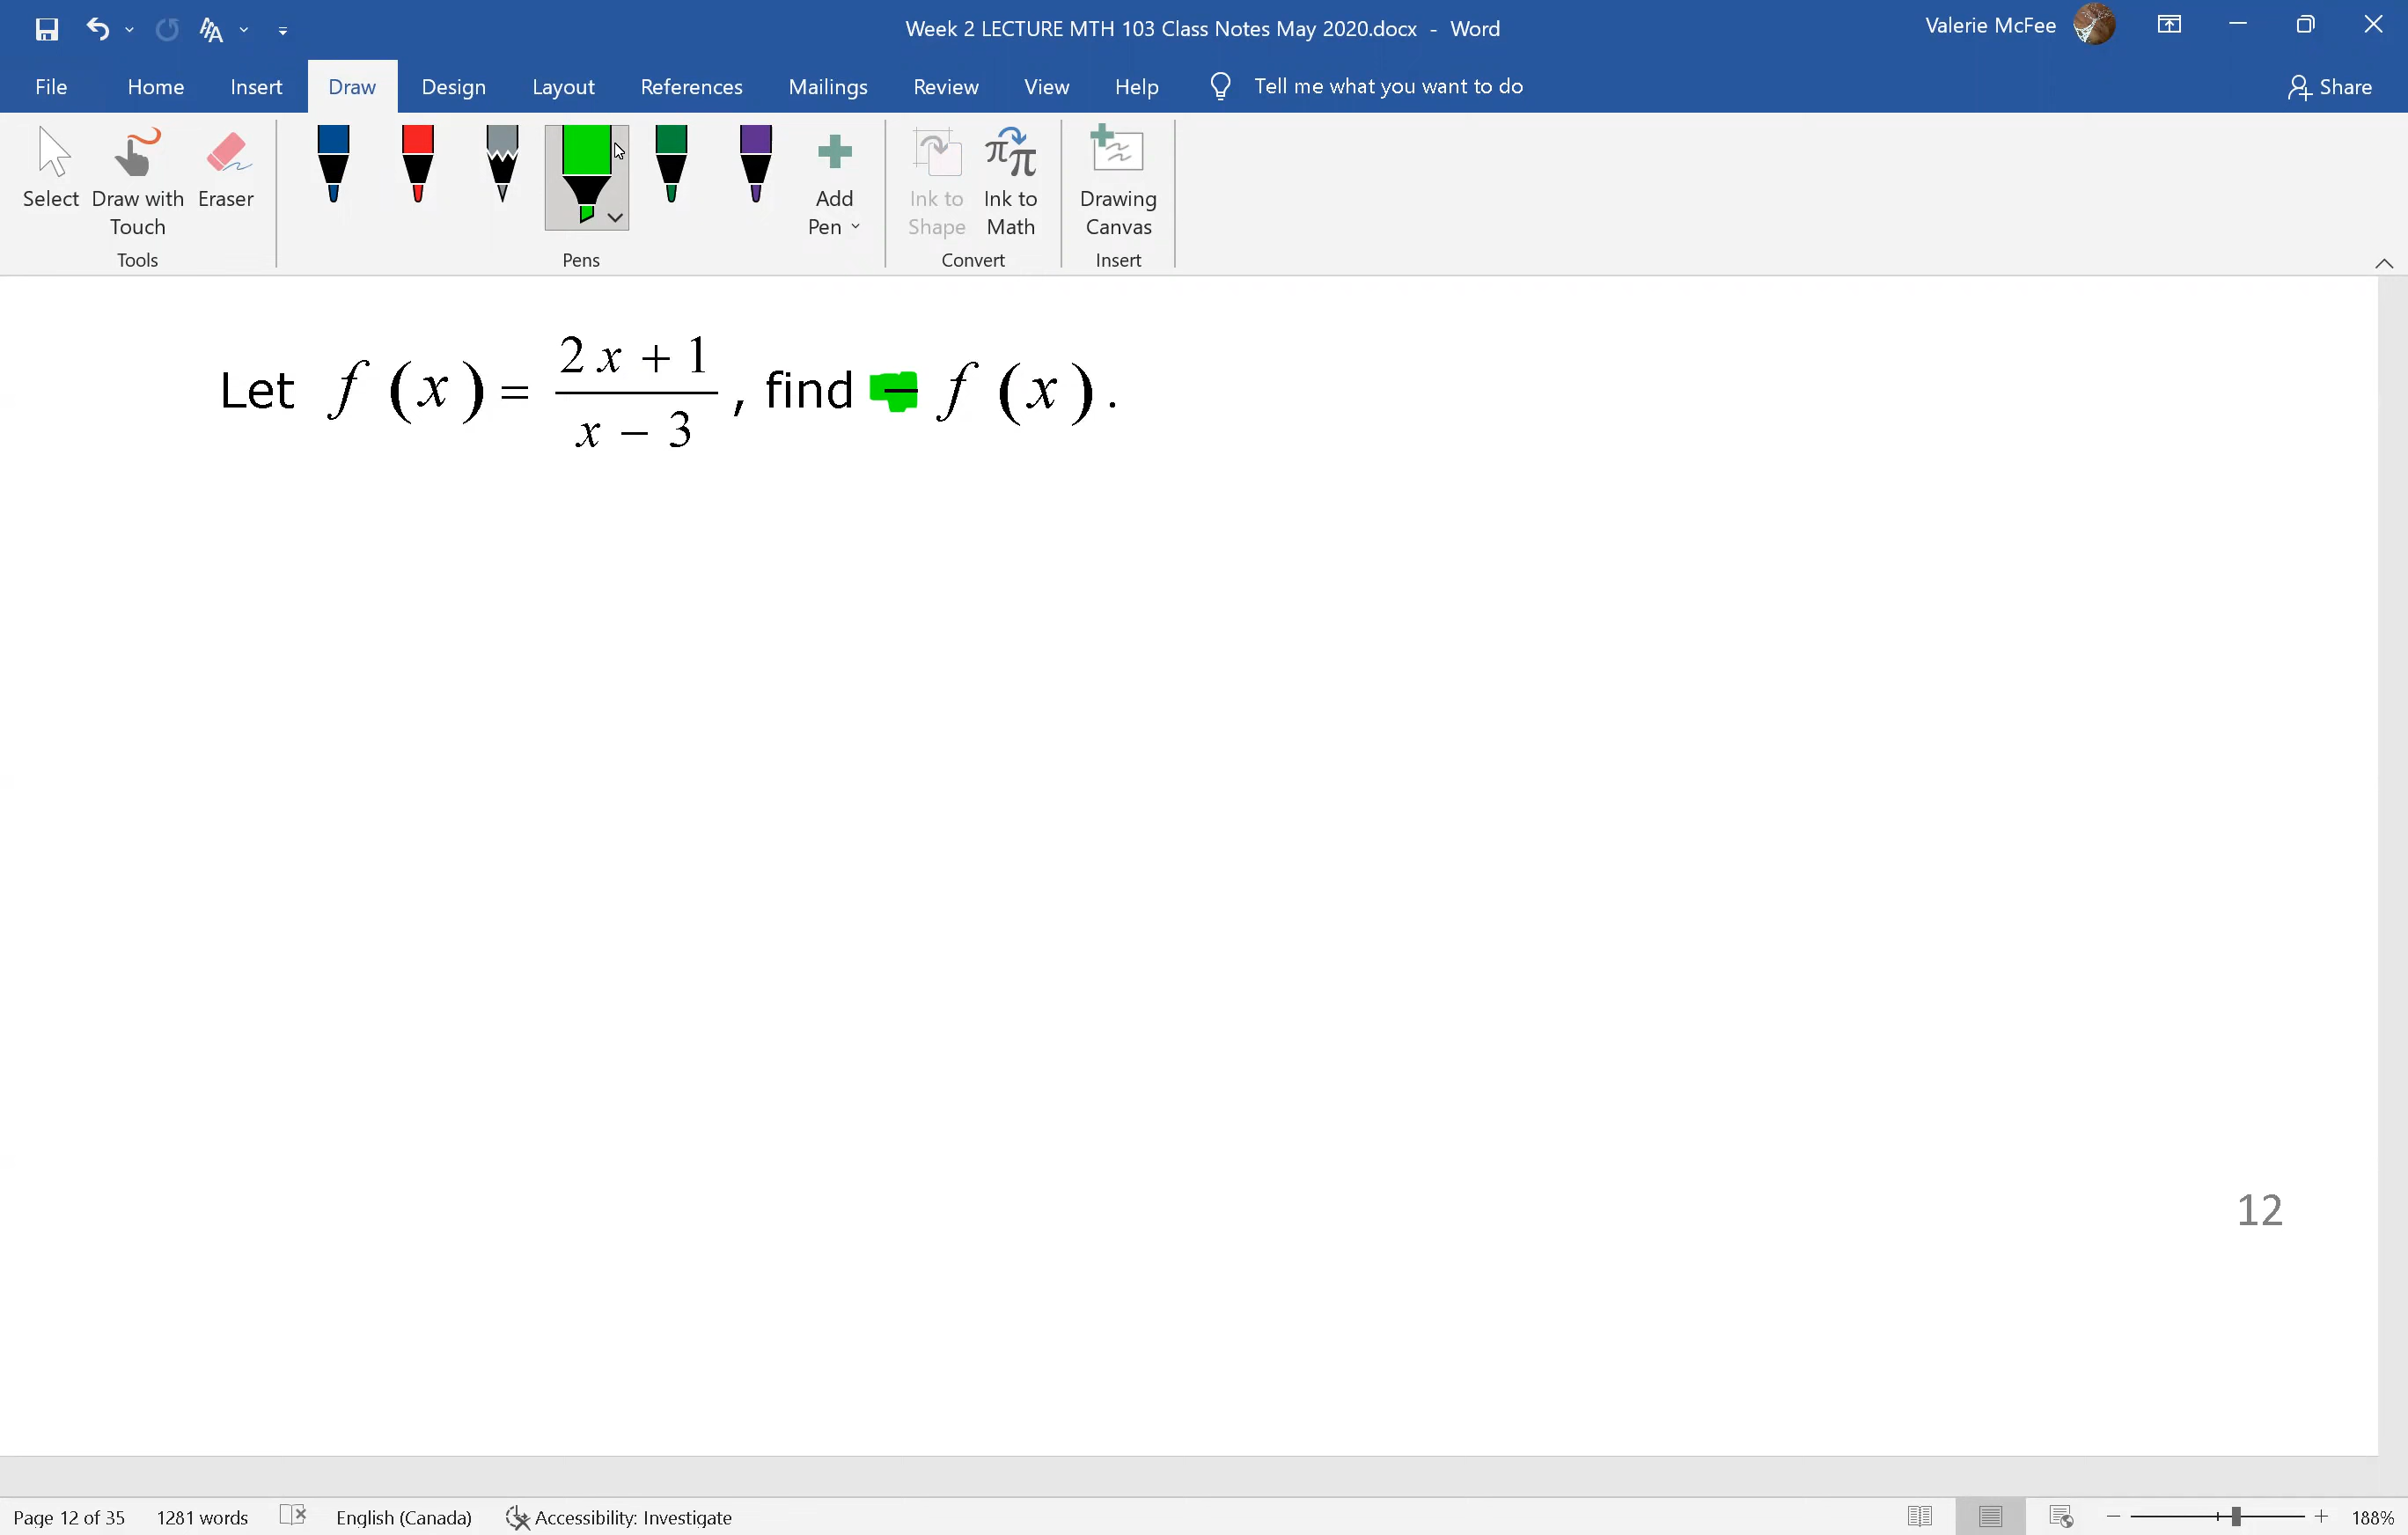 Week 2 LECTURE MTH 103 Class Notes May 2020.docx - Word
Valerie McFee
File Home Insert Draw Design Layout References Mailings Review View Help Tell me what you want to do Share
Select Draw with Touch Eraser
Add Pen
Ink to Shape Ink to Math
Drawing Canvas
Tools Pens Convert Insert
Let f (x) = (2x + 1)/(x − 3), find − f (x).
12
Page 12 of 35 1281 words English (Canada) Accessibility: Investigate 188%